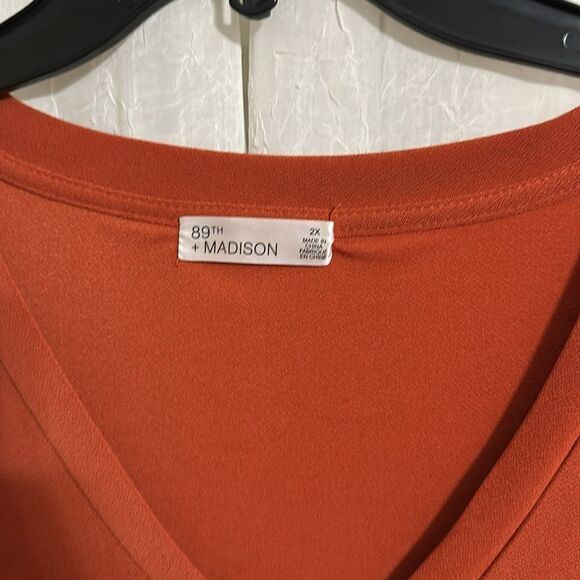 89TH
+ MADISON
2X
MADE IN
CHINA
FABRIQUÉ
EN CHINE